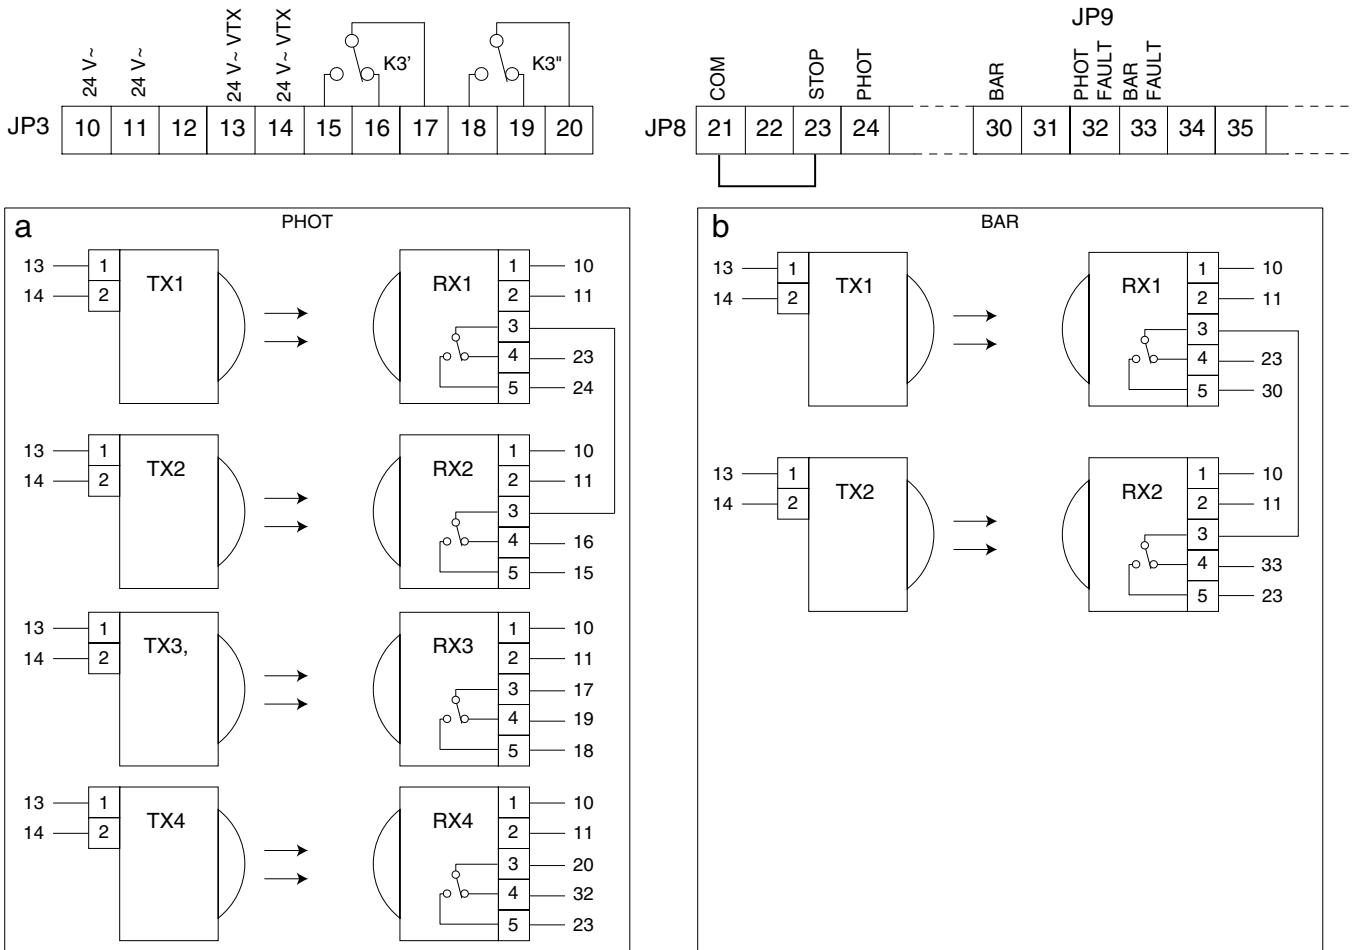 24 V~
24 V~
24 V~ VTX
24 V~ VTX
K3'
K3"
JP3 10 11 12 13 14 15 16 17 18 19 20
JP9
COM
STOP
PHOT
BAR
PHOT
FAULT
BAR
FAULT
JP8 21 22 23 24 30 31 32 33 34 35
a PHOT
13 1 TX1 RX1 1 10
14 2 2 11
3
4 23
5 24
13 1 TX2 RX2 1 10
14 2 2 11
3
4 16
5 15
13 1 TX3, RX3 1 10
14 2 2 11
3 17
4 19
5 18
13 1 TX4 RX4 1 10
14 2 2 11
3 20
4 32
5 23
b BAR
13 1 TX1 RX1 1 10
14 2 2 11
3
4 23
5 30
13 1 TX2 RX2 1 10
14 2 2 11
3
4 33
5 23